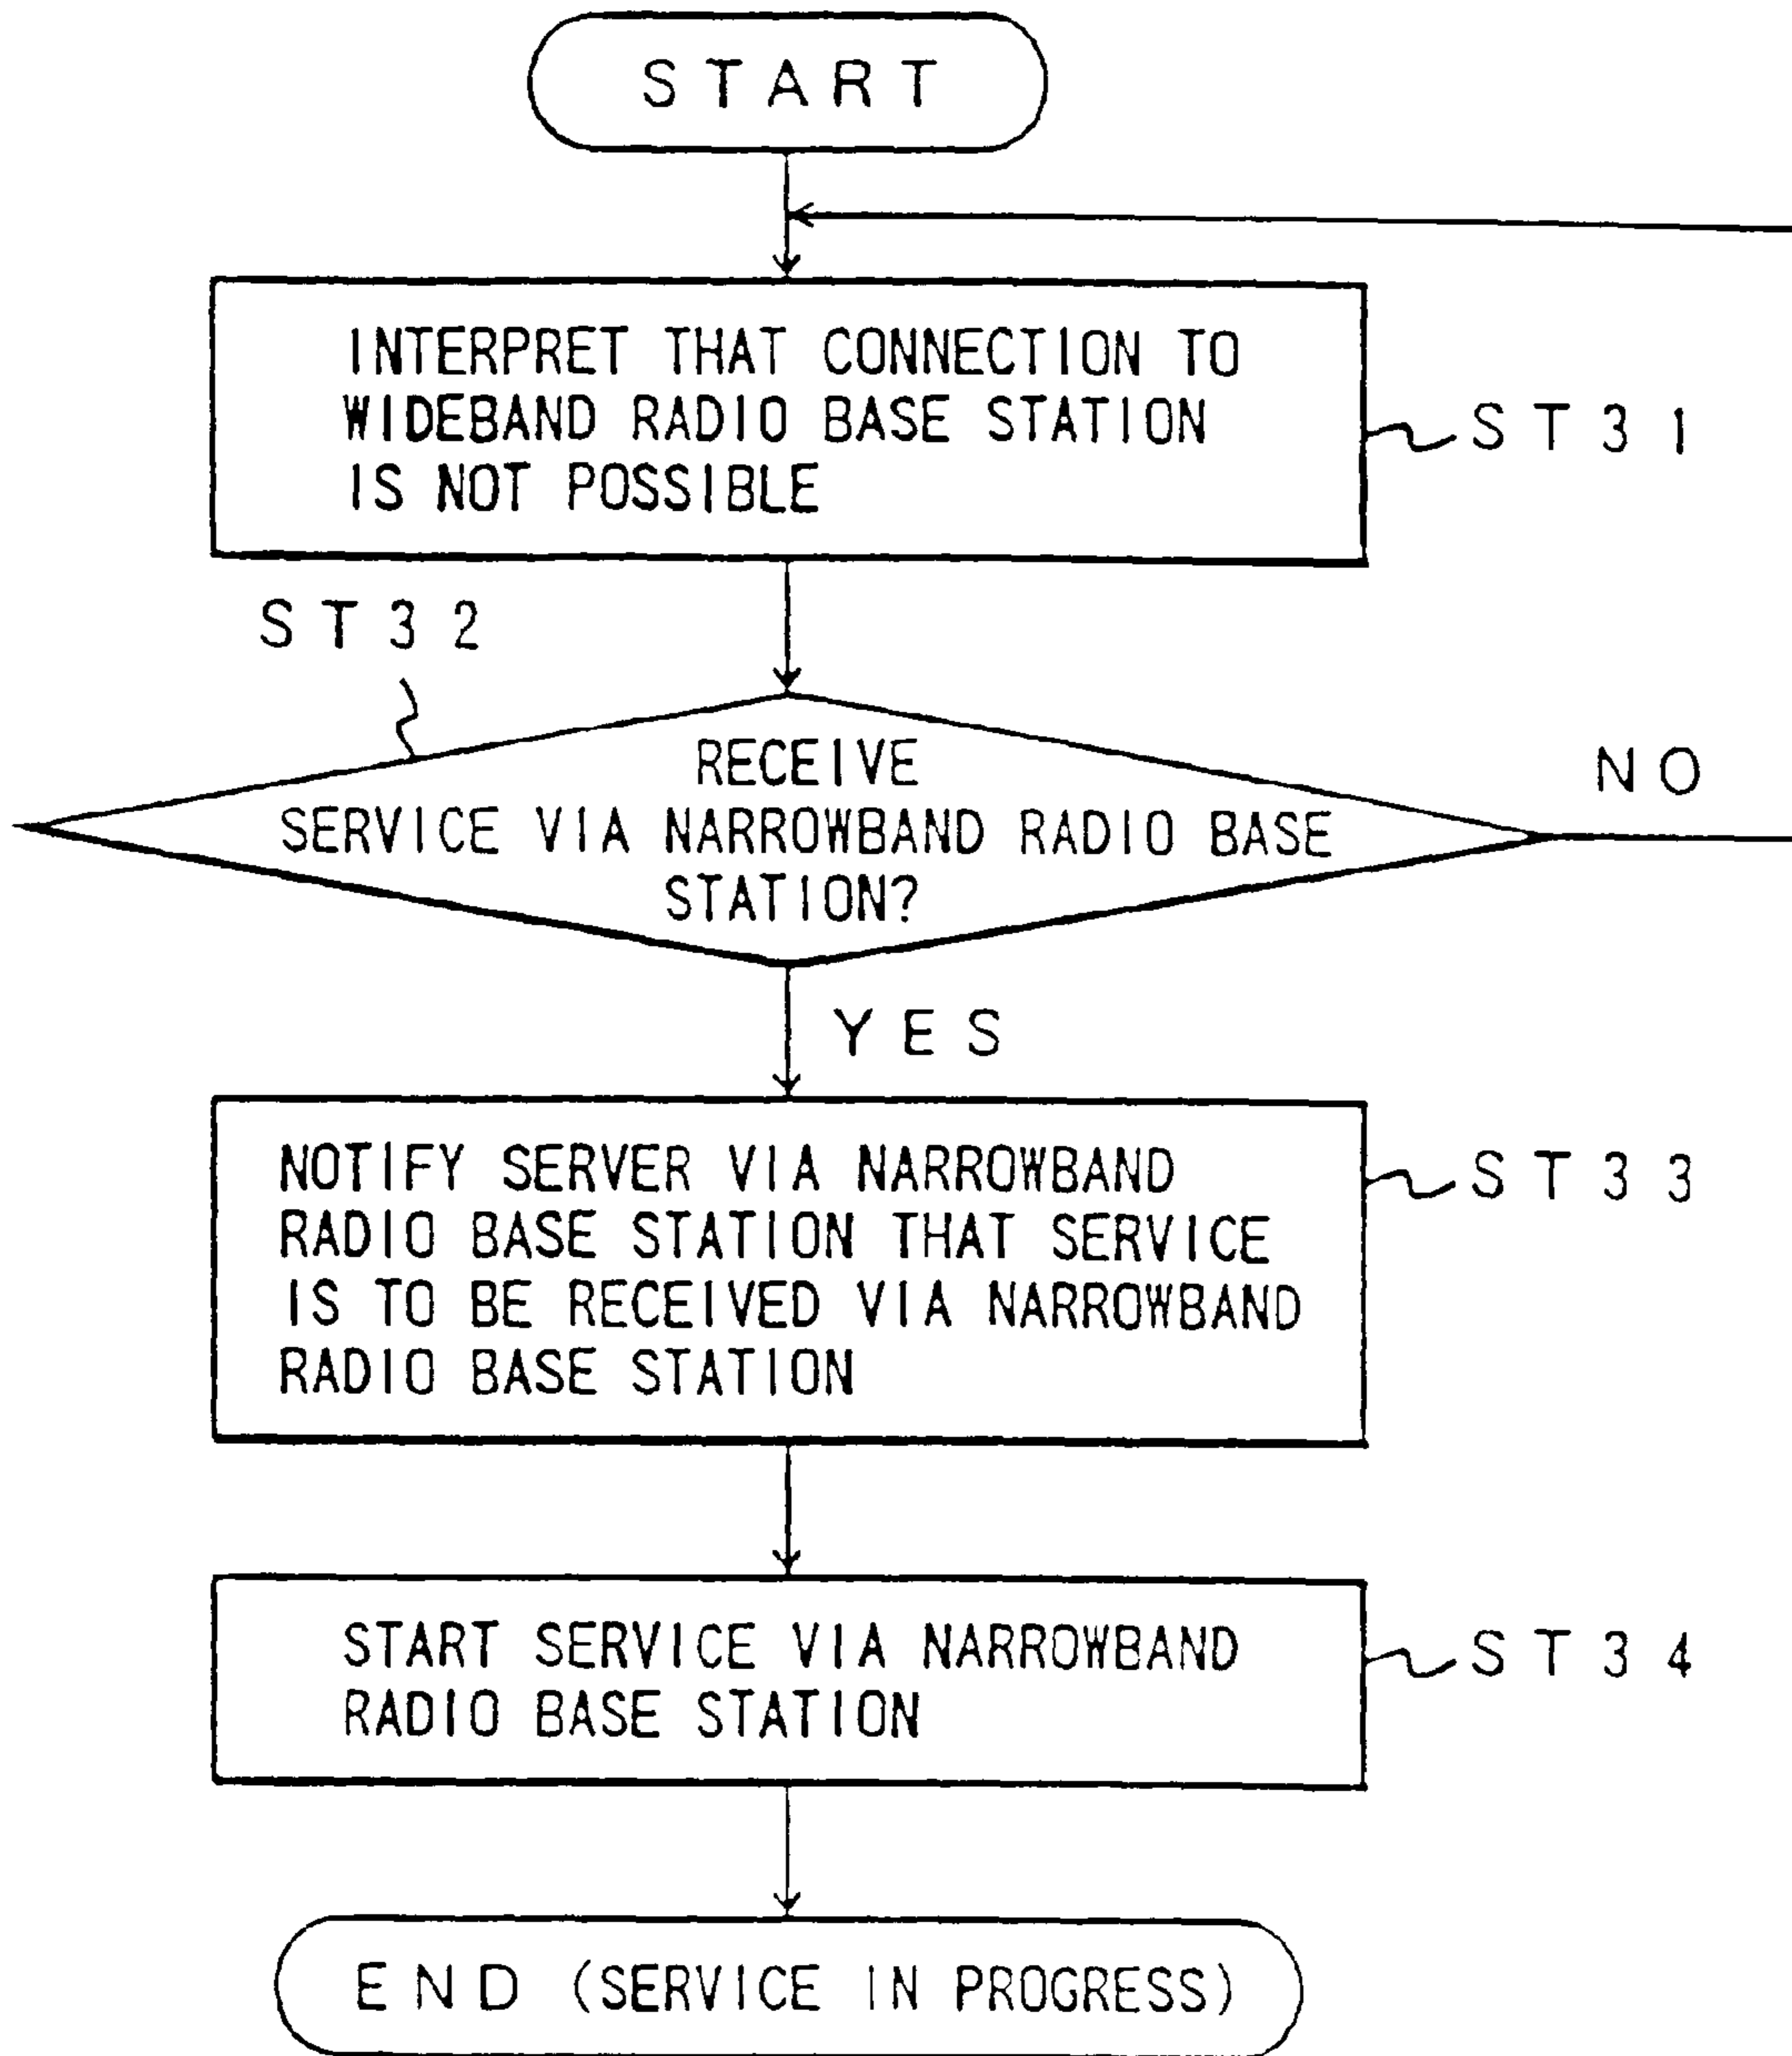 START
INTERPRET THAT CONNECTION TO
WIDEBAND RADIO BASE STATION
IS NOT POSSIBLE
ST31
ST32
RECEIVE
SERVICE VIA NARROWBAND RADIO BASE
STATION?
NO
YES
NOTIFY SERVER VIA NARROWBAND
RADIO BASE STATION THAT SERVICE
IS TO BE RECEIVED VIA NARROWBAND
RADIO BASE STATION
ST33
START SERVICE VIA NARROWBAND
RADIO BASE STATION
ST34
END (SERVICE IN PROGRESS)